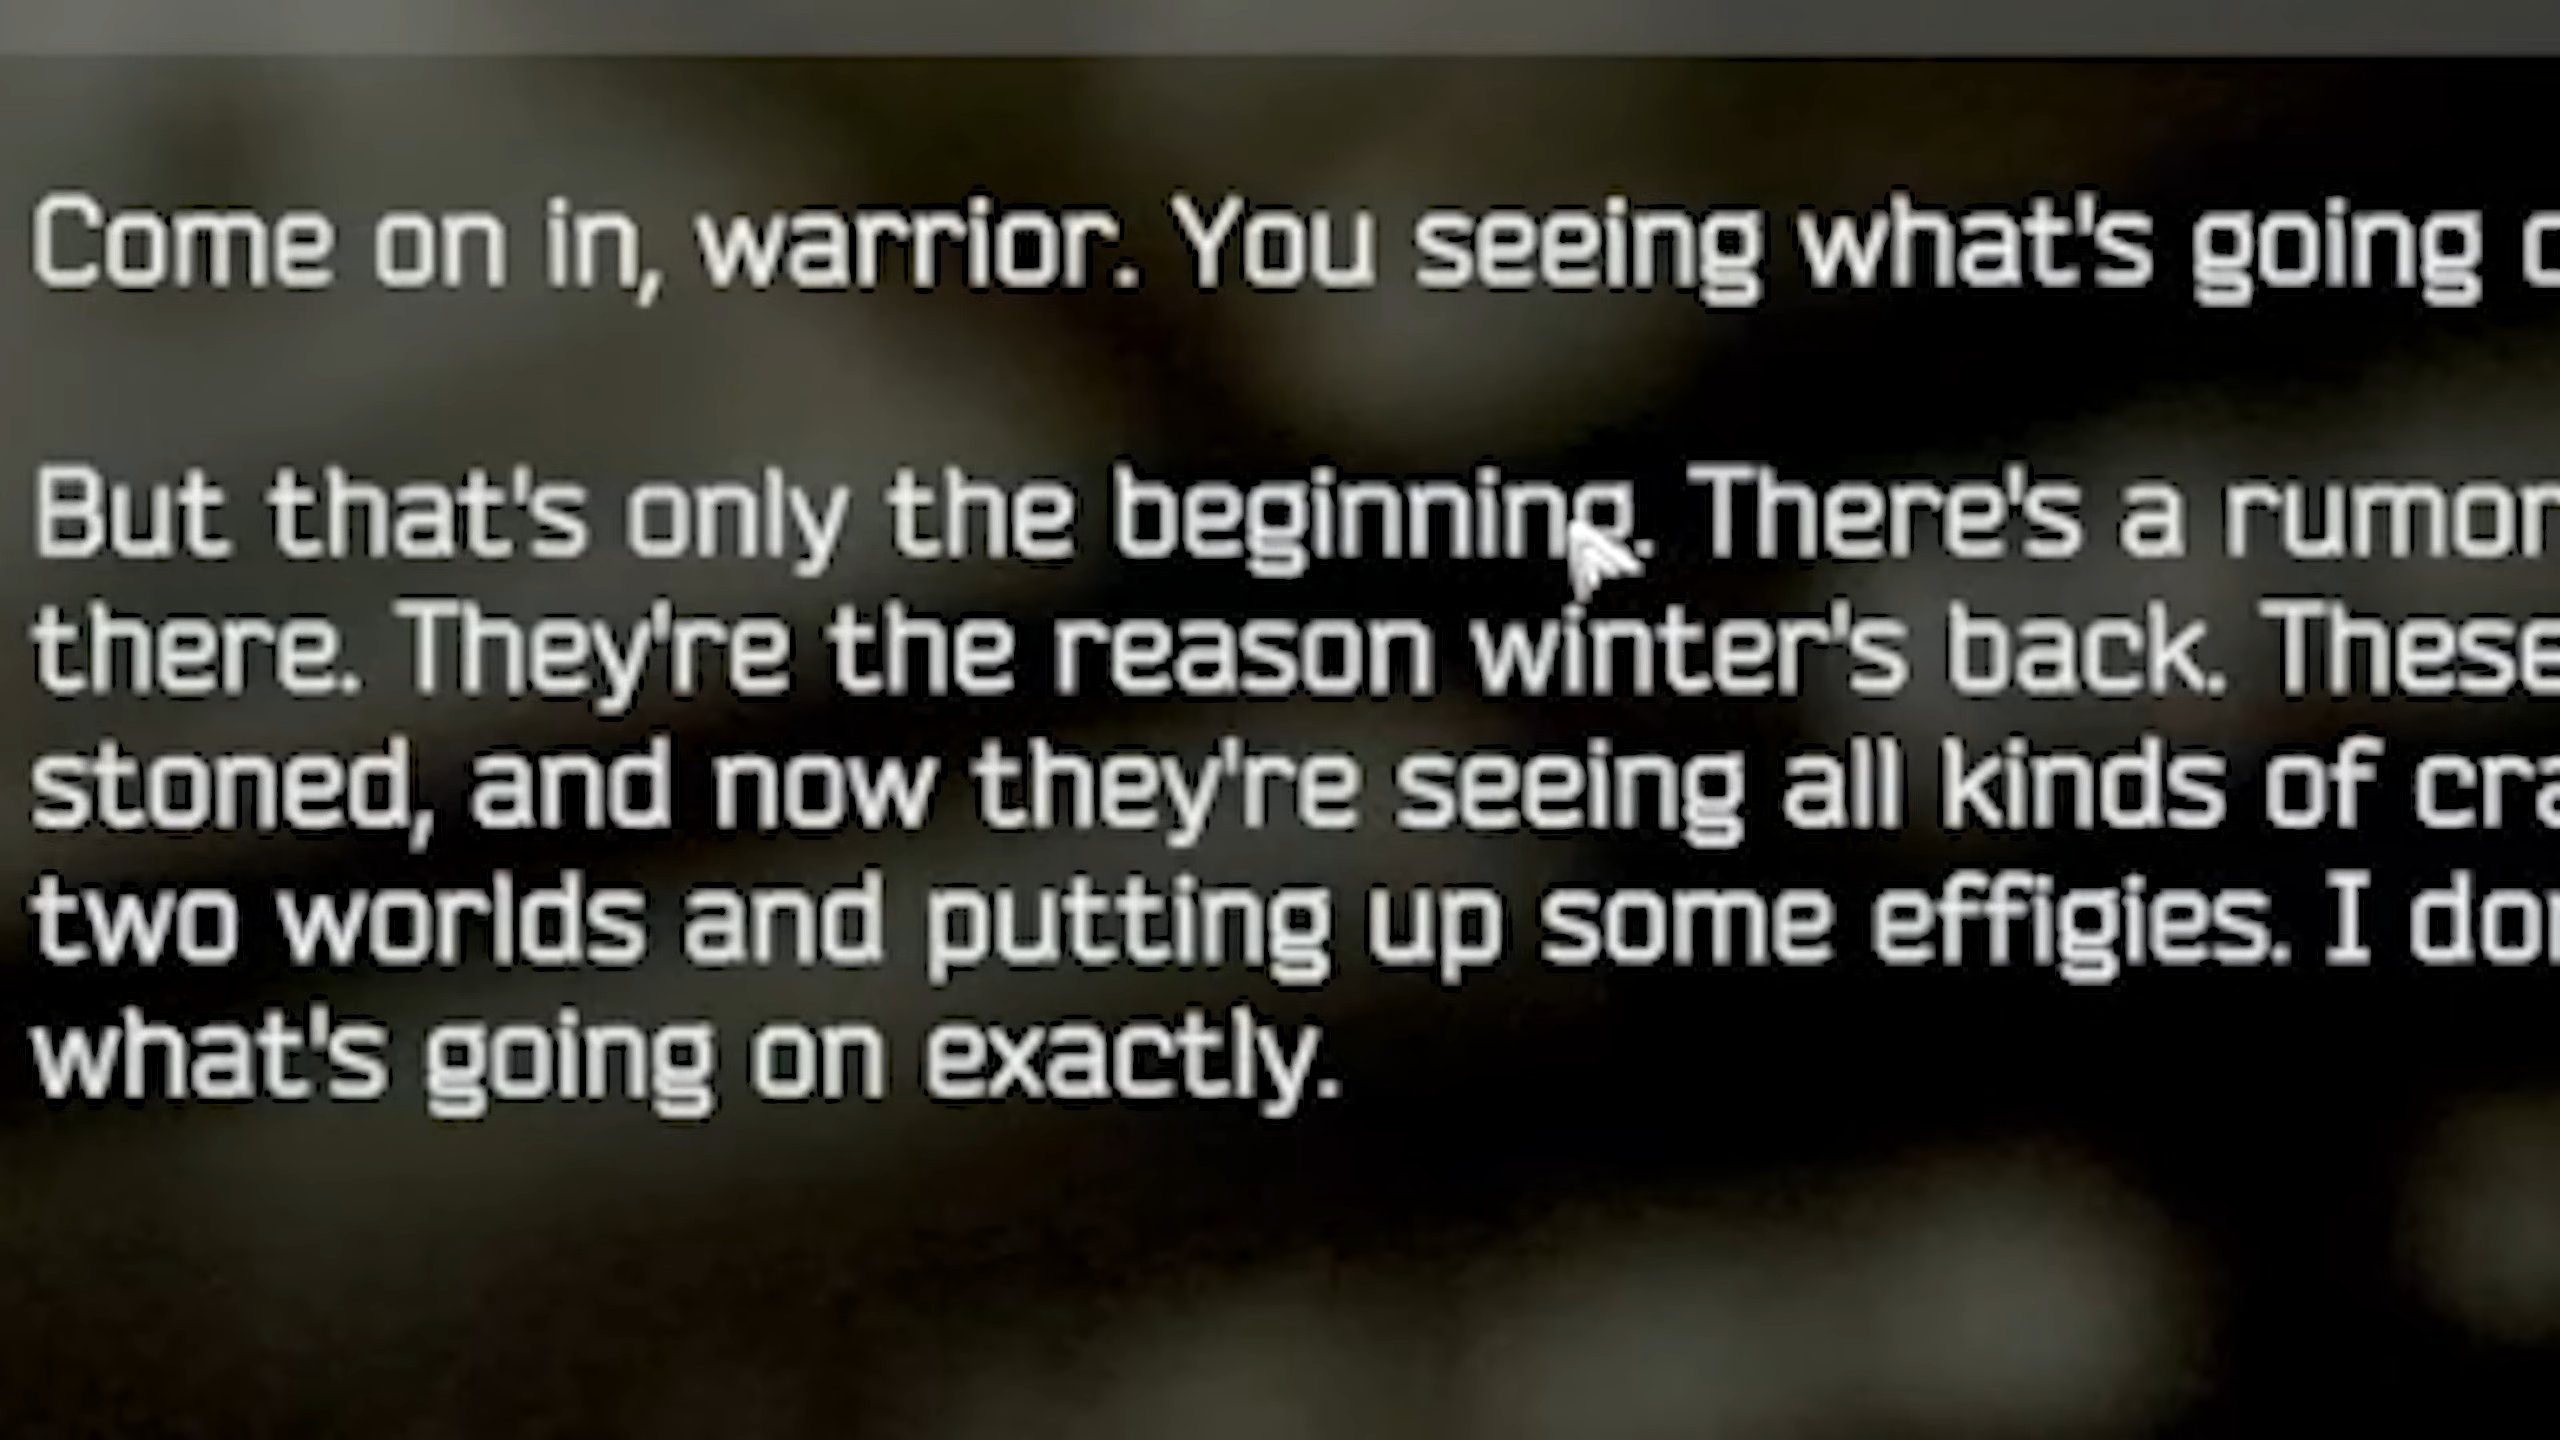 Come on in, warrior. You seeing what's going
But that's only the beginning. There's a rumor
there. They're the reason winter's back. These
stoned, and now they're seeing all kinds of
two worlds and putting up some effigies. I
what's going on exactly.